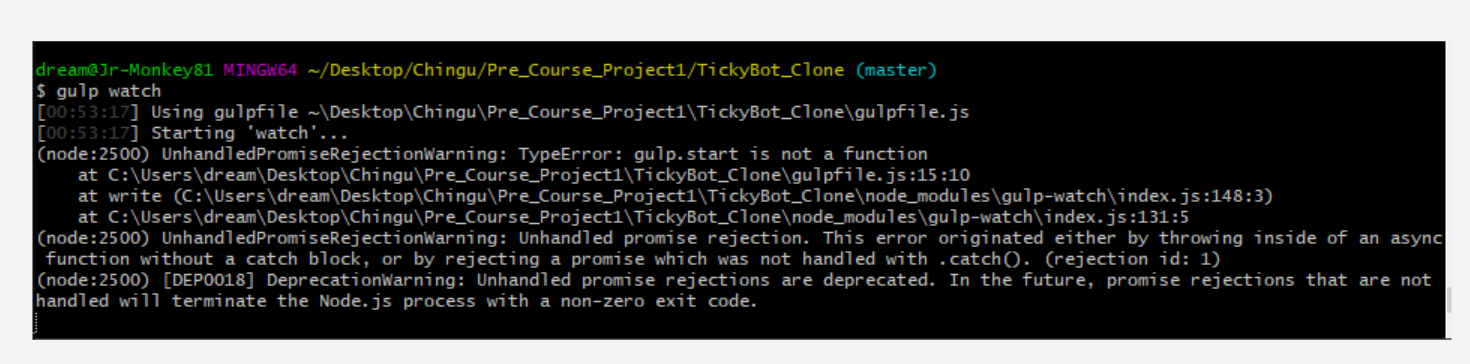 dream@Jr-Monkey81 MINGW64 ~/Desktop/Chingu/Pre_Course_Project1/TickyBot_Clone (master)
$ gulp watch
[00:53:17] Using gulpfile ~\Desktop\Chingu\Pre_Course_Project1\TickyBot_Clone\gulpfile.js
[00:53:17] Starting 'watch'...
(node:2500) UnhandledPromiseRejectionWarning: TypeError: gulp.start is not a function
    at C:\Users\dream\Desktop\Chingu\Pre_Course_Project1\TickyBot_Clone\gulpfile.js:15:10
    at write (C:\Users\dream\Desktop\Chingu\Pre_Course_Project1\TickyBot_Clone\node_modules\gulp-watch\index.js:148:3)
    at C:\Users\dream\Desktop\Chingu\Pre_Course_Project1\TickyBot_Clone\node_modules\gulp-watch\index.js:131:5
(node:2500) UnhandledPromiseRejectionWarning: Unhandled promise rejection. This error originated either by throwing inside of an async
 function without a catch block, or by rejecting a promise which was not handled with .catch(). (rejection id: 1)
(node:2500) [DEP0018] DeprecationWarning: Unhandled promise rejections are deprecated. In the future, promise rejections that are not
handled will terminate the Node.js process with a non-zero exit code.